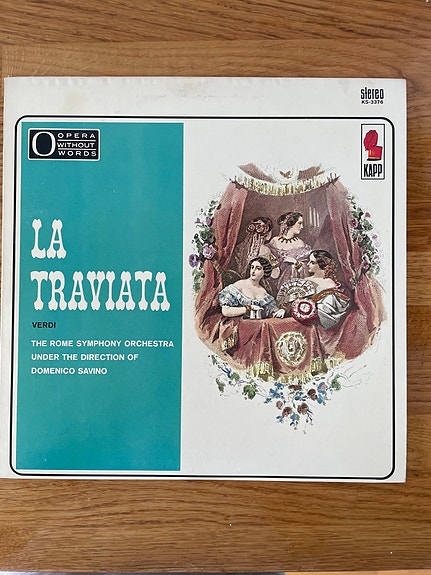 stereo
KS-3376
O OPERA
WITHOUT
WORDS
KAPP
LA
TRAVIATA
VERDI
THE ROME SYMPHONY ORCHESTRA
UNDER THE DIRECTION OF
DOMENICO SAVINO